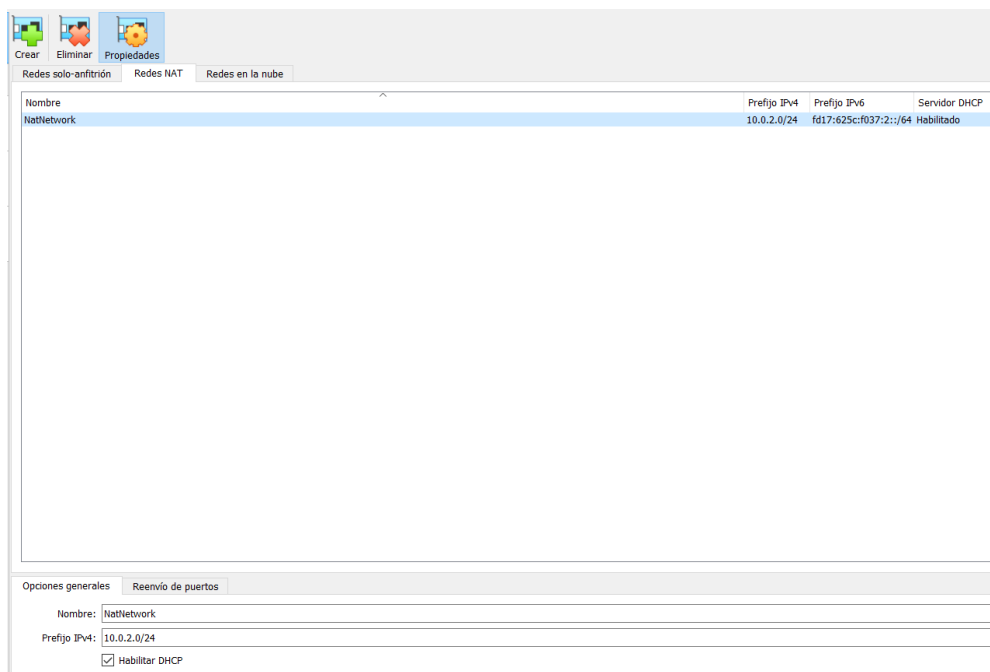 Crear Eliminar Propiedades
Redes solo-anfitrión Redes NAT Redes en la nube
Nombre Prefijo IPv4 Prefijo IPv6 Servidor DHCP
NatNetwork 10.0.2.0/24 fd17:625c:f037:2::/64 Habilitado
Opciones generales Reenvío de puertos
Nombre: NatNetwork
Prefijo IPv4: 10.0.2.0/24
Habilitar DHCP